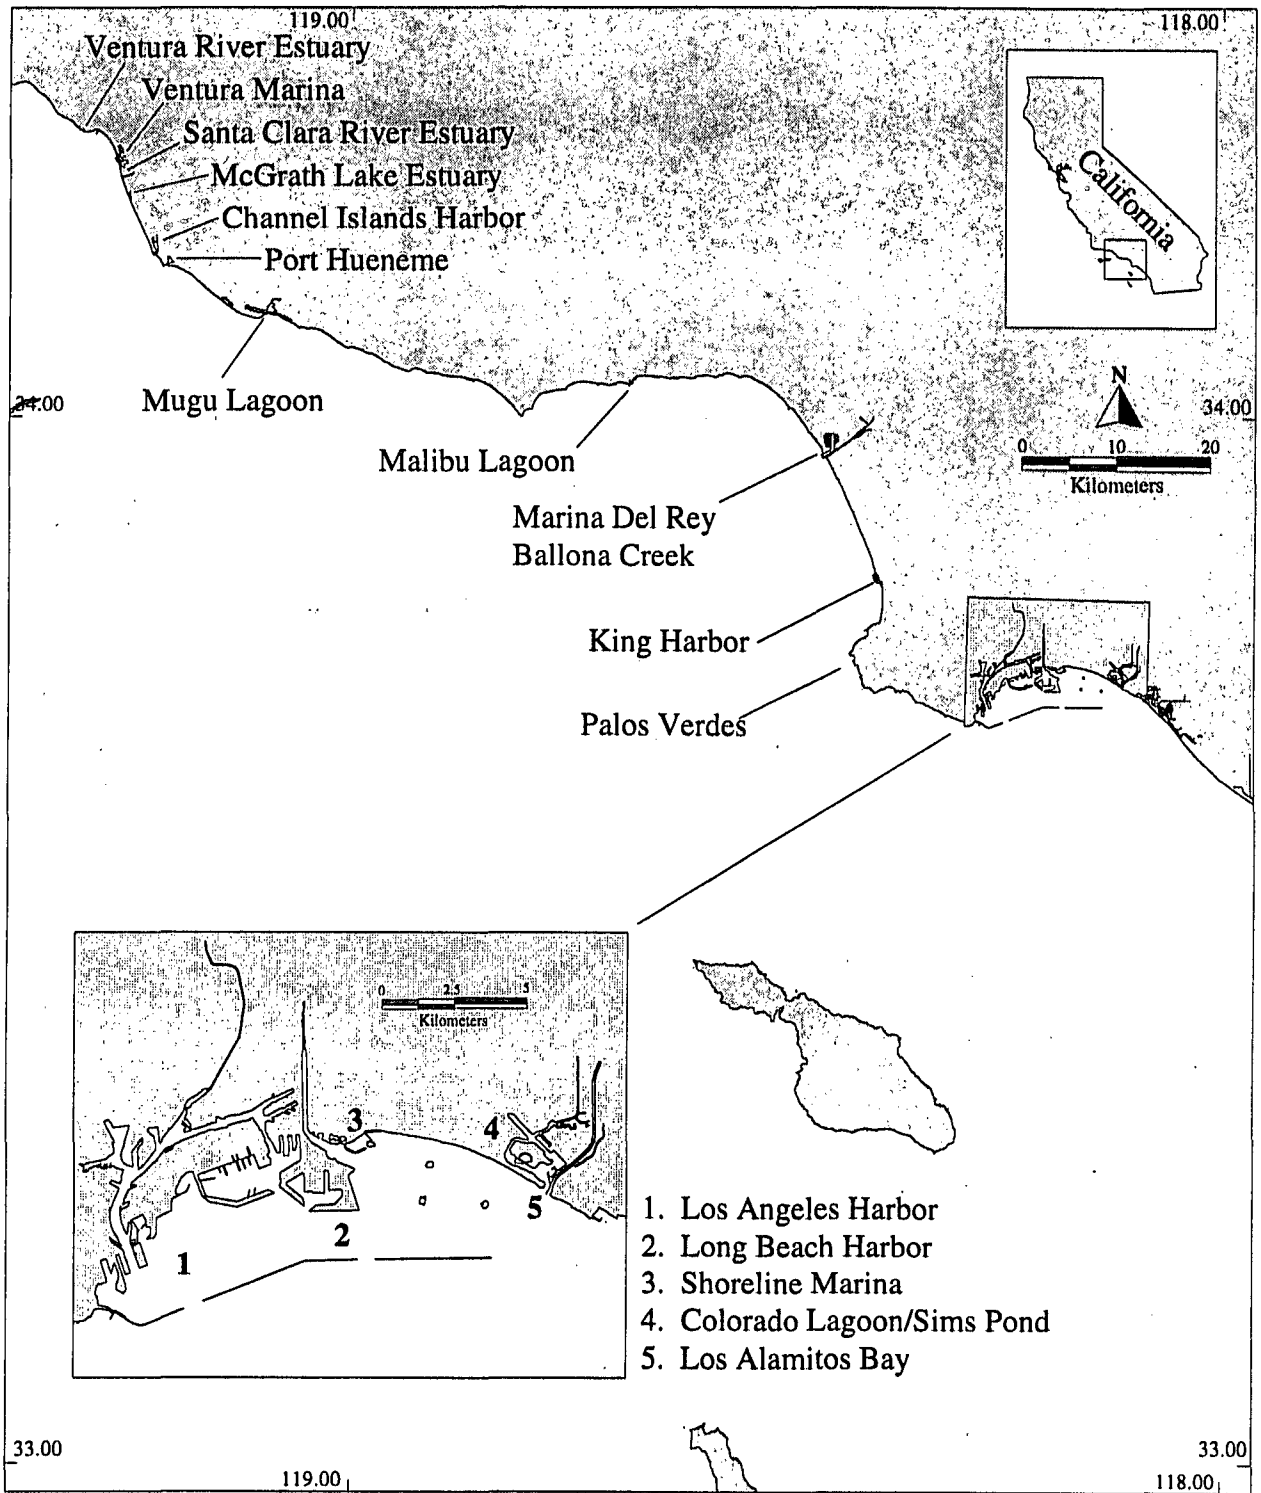 119.00
118.00
Ventura River Estuary
Ventura Marina
Santa Clara River Estuary
McGrath Lake Estuary
Channel Islands Harbor
Port Hueneme
California
N
34.00
34.00
Mugu Lagoon
0 10 20
Kilometers
Malibu Lagoon
Marina Del Rey
Ballona Creek
King Harbor
Palos Verdes
0 2.5 5
Kilometers
3
4
5
2
1
1. Los Angeles Harbor
2. Long Beach Harbor
3. Shoreline Marina
4. Colorado Lagoon/Sims Pond
5. Los Alamitos Bay
33.00
33.00
119.00
118.00